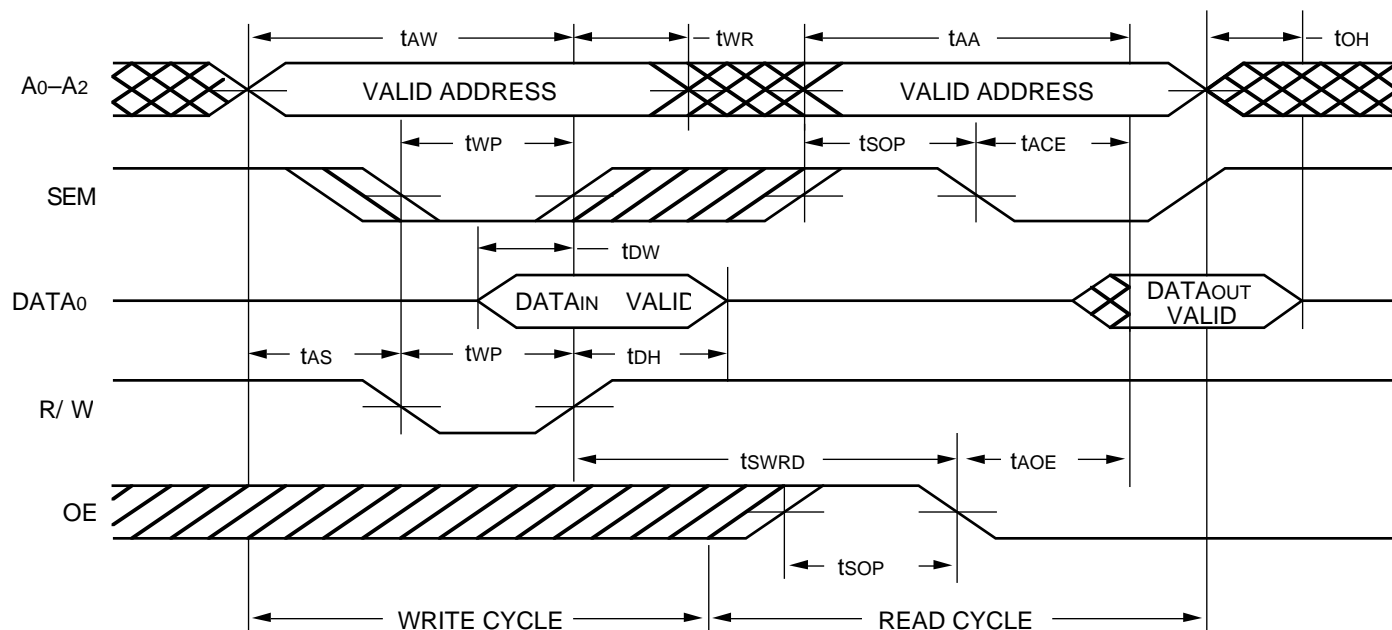 tAW tWR tAA tOH
A0–A2 VALID ADDRESS VALID ADDRESS
tWP tSOP tACE
SEM
tDW
DATA0 DATAIN VALID DATAOUT
VALID
tAS tWP tDH
R/ W
tSWRD tAOE
OE
tSOP
WRITE CYCLE READ CYCLE